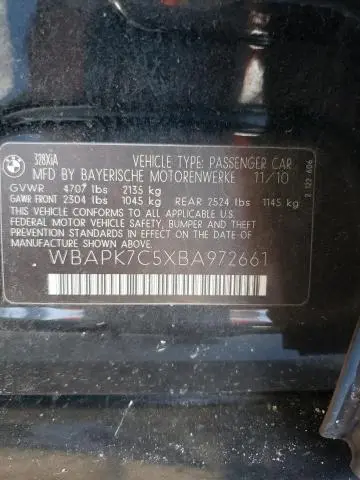 BMW
328XiA VEHICLE TYPE: PASSENGER CAR
MFD BY BAYERISCHE MOTORENWERKE 11/10
GVWR 4707 lbs 2135 kg
GAWR FRONT 2304 lbs 1045 kg REAR 2524 lbs 1145 kg
THIS VEHICLE CONFORMS TO ALL APPLICABLE U.S.
FEDERAL MOTOR VEHICLE SAFETY, BUMPER AND THEFT
PREVENTION STANDARDS IN EFFECT ON THE DATE OF
MANUFACTURE SHOWN ABOVE.
WBAPK7C5XBA972661